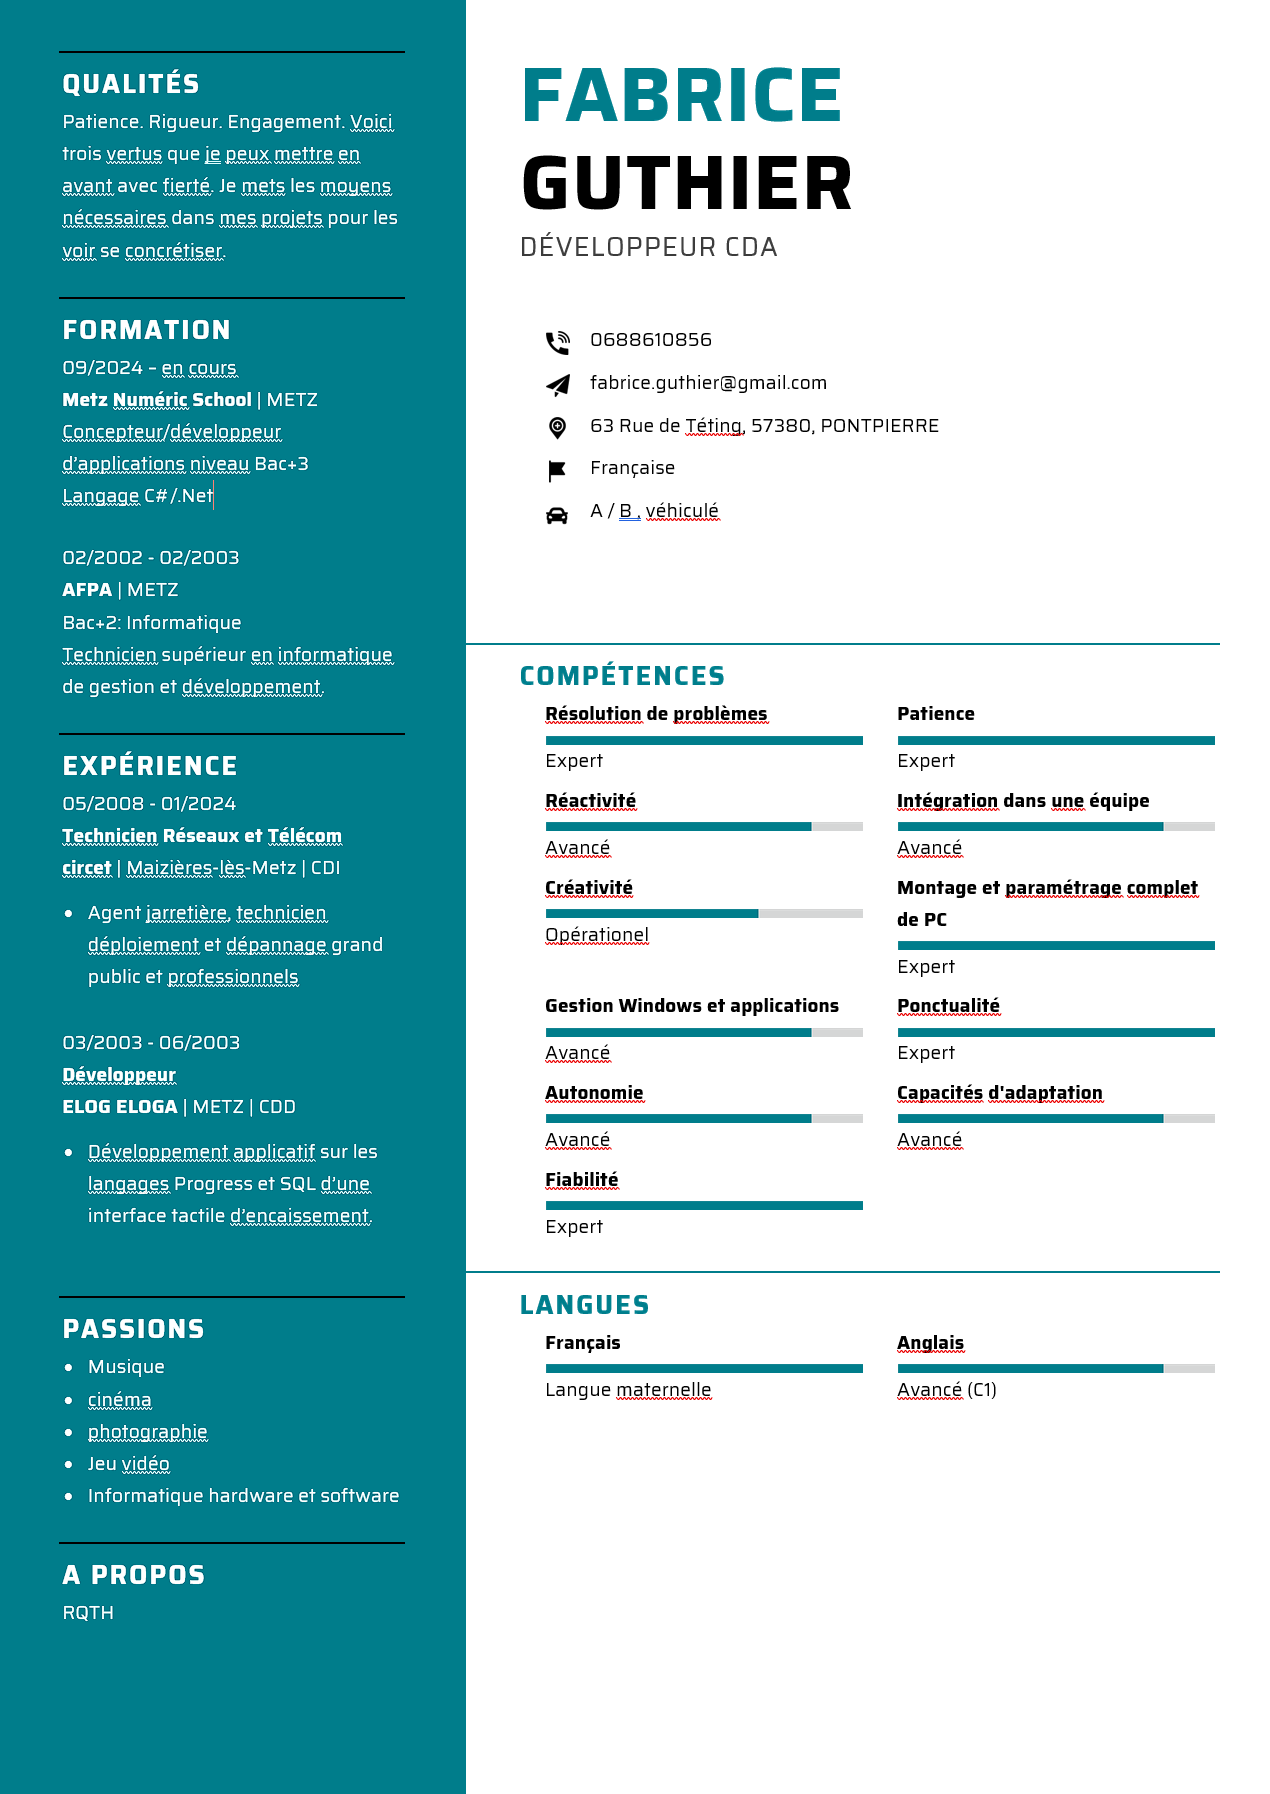 QUALITÉS
Patience. Rigueur. Engagement. Voici
trois vertus que je peux mettre en
avant avec fierté. Je mets les moyens
nécessaires dans mes projets pour les
voir se concrétiser.
FORMATION
09/2024 – en cours
Metz Numéric School | METZ
Concepteur/développeur
d’applications niveau Bac+3
Langage C#/.Net
02/2002 - 02/2003
AFPA | METZ
Bac+2: Informatique
Technicien supérieur en informatique
de gestion et développement.
EXPÉRIENCE
05/2008 - 01/2024
Technicien Réseaux et Télécom
circet | Maizières-lès-Metz | CDI
• Agent jarretière, technicien
déploiement et dépannage grand
public et professionnels
03/2003 - 06/2003
Développeur
ELOG ELOGA | METZ | CDD
• Développement applicatif sur les
langages Progress et SQL d’une
interface tactile d’encaissement.
PASSIONS
• Musique
• cinéma
• photographie
• Jeu vidéo
• Informatique hardware et software
A PROPOS
RQTH
FABRICE
GUTHIER
DÉVELOPPEUR CDA
0688610856
fabrice.guthier@gmail.com
63 Rue de Téting, 57380, PONTPIERRE
Française
A / B , véhiculé
COMPÉTENCES
Résolution de problèmes
Expert
Patience
Expert
Réactivité
Avancé
Intégration dans une équipe
Avancé
Créativité
Opérationel
Montage et paramétrage complet
de PC
Expert
Gestion Windows et applications
Avancé
Ponctualité
Expert
Autonomie
Avancé
Capacités d'adaptation
Avancé
Fiabilité
Expert
LANGUES
Français
Langue maternelle
Anglais
Avancé (C1)